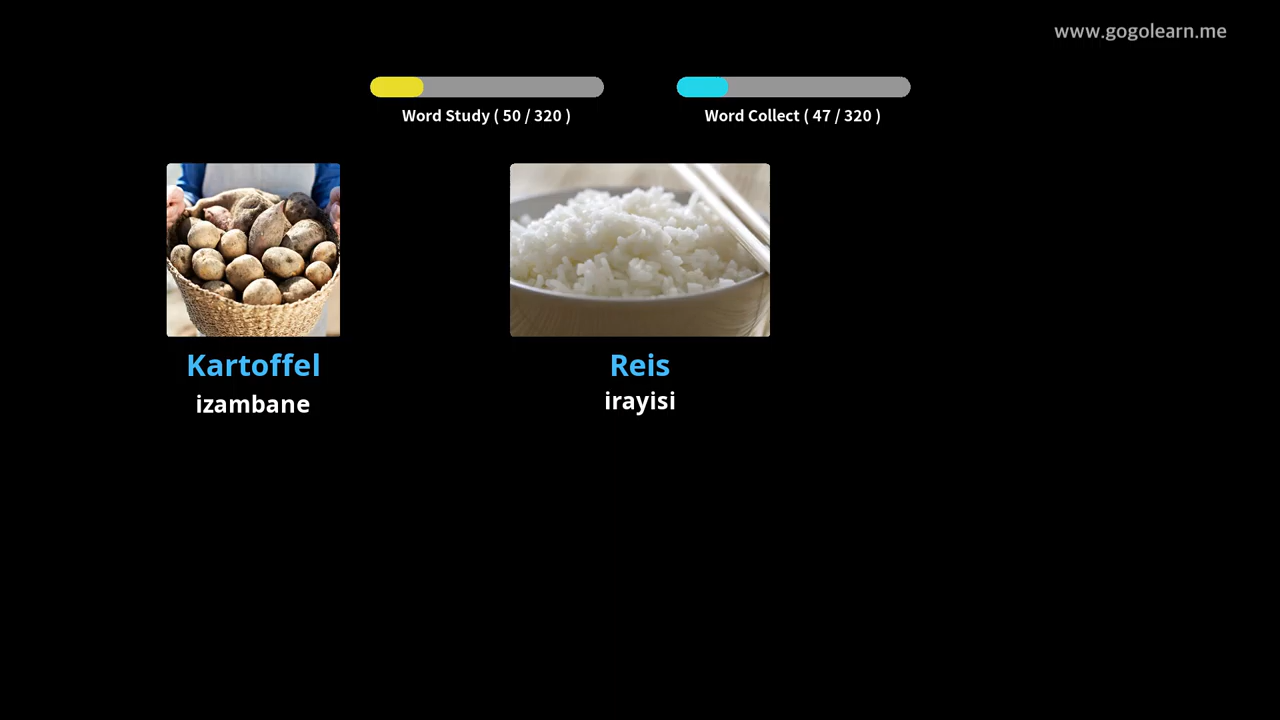 www.gogolearn.me
Word Study ( 50 / 320 )
Word Collect ( 47 / 320 )
Kartoffel
izambane
Reis
irayisi